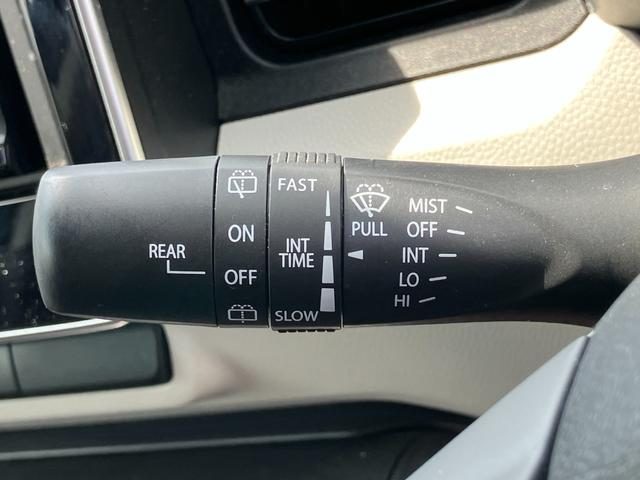 REAR
ON
OFF
FAST
INT
TIME
SLOW
PULL
MIST
OFF
INT
LO
HI